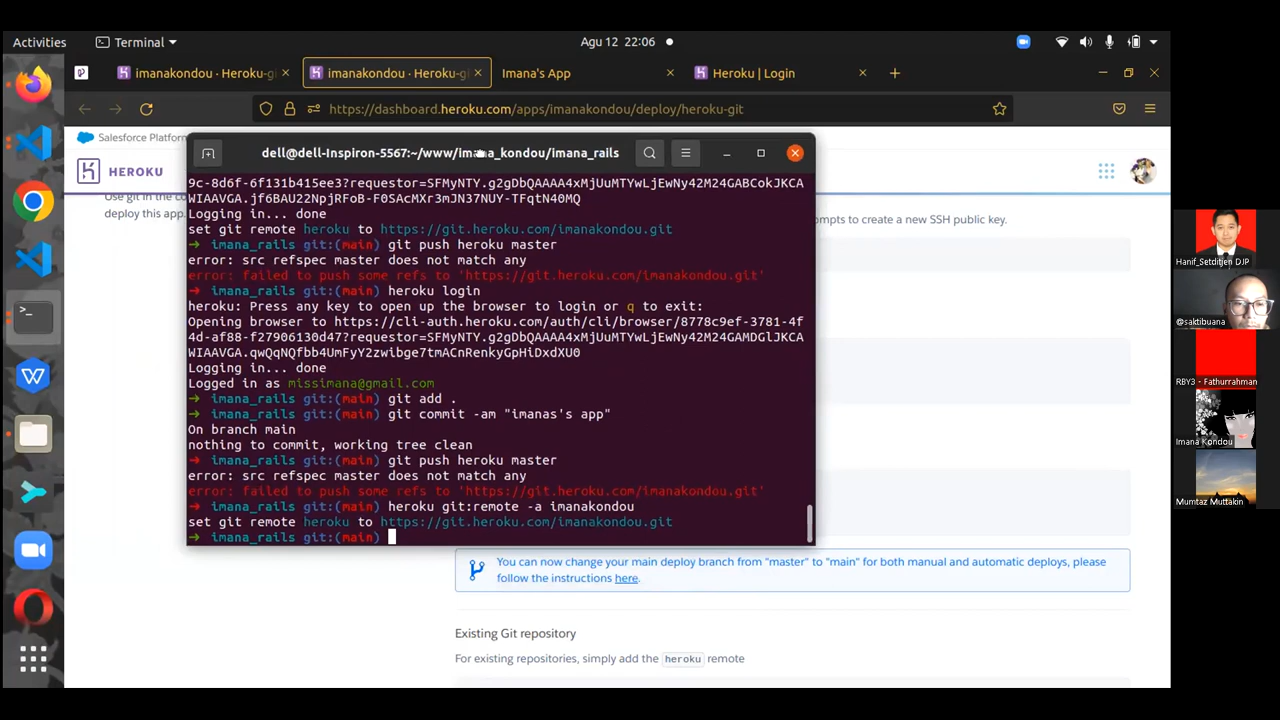 Activities
Terminal
Agu 12 22:06
imanakondou · Heroku-gi
imanakondou · Heroku-gi
Imana's App
Heroku | Login
https://dashboard.heroku.com/apps/imanakondou/deploy/heroku-git
Salesforce Platform
HEROKU
Use git in the co
deploy this app.
ompts to create a new SSH public key.
dell@dell-Inspiron-5567:~/www/imana_kondou/imana_rails
9c-8d6f-6f131b415ee3?requestor=SFMyNTY.g2gDbQAAAA4xMjUuMTYwLjEwNy42M24GABCokJKCA
WIAAVGA.jf6BAU22NpjRFoB-F0SAcMXr3mJN37NUY-TFqtN40MQ
Logging in... done
set git remote heroku to https://git.heroku.com/imanakondou.git
→ imana_rails git:(main) git push heroku master
error: src refspec master does not match any
error: failed to push some refs to 'https://git.heroku.com/imanakondou.git'
→ imana_rails git:(main) heroku login
heroku: Press any key to open up the browser to login or q to exit:
Opening browser to https://cli-auth.heroku.com/auth/cli/browser/8778c9ef-3781-4f
4d-af88-f27906130d47?requestor=SFMyNTY.g2gDbQAAAA4xMjUuMTYwLjEwNy42M24GAMDGlJKCA
WIAAVGA.qwQqNQfbb4UmFyY2zwibge7tmACnRenkyGpHiDxdXU0
Logging in... done
Logged in as missimana@gmail.com
→ imana_rails git:(main) git add .
→ imana_rails git:(main) git commit -am "imanas's app"
On branch main
nothing to commit, working tree clean
→ imana_rails git:(main) git push heroku master
error: src refspec master does not match any
error: failed to push some refs to 'https://git.heroku.com/imanakondou.git'
→ imana_rails git:(main) heroku git:remote -a imanakondou
set git remote heroku to https://git.heroku.com/imanakondou.git
→ imana_rails git:(main)
You can now change your main deploy branch from "master" to "main" for both manual and automatic deploys, please
follow the instructions here.
Existing Git repository
For existing repositories, simply add the heroku remote
Hanif_Setditjen DJP
@saktibuana
RBY3 - Fathurrahman
Imana Kondou
Mumtaz Muttakin